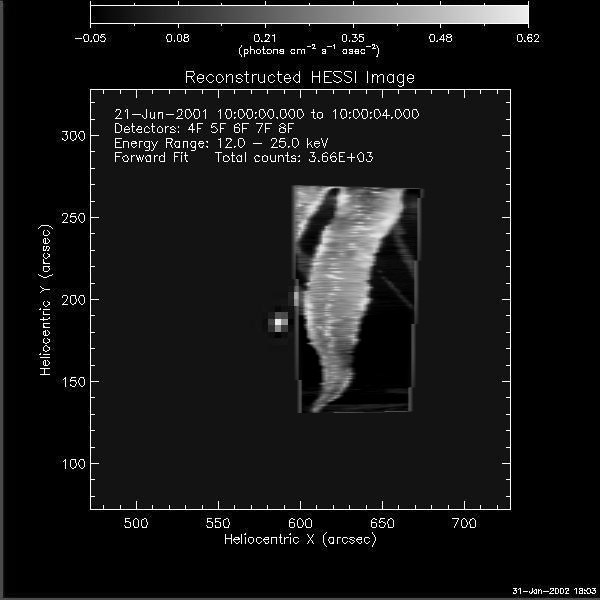 -0.05 0.08 0.21 0.35 0.48 0.62
(photons cm⁻² s⁻¹ asec⁻²)
Reconstructed HESSI Image
21-Jun-2001 10:00:00.000 to 10:00:04.000
Detectors: 4F 5F 6F 7F 8F
Energy Range: 12.0 - 25.0 keV
Forward Fit Total counts: 3.66E+03
300
250
200
150
100
Heliocentric Y (arcsec)
500 550 600 650 700
Heliocentric X (arcsec)
31-Jan-2002 18:03